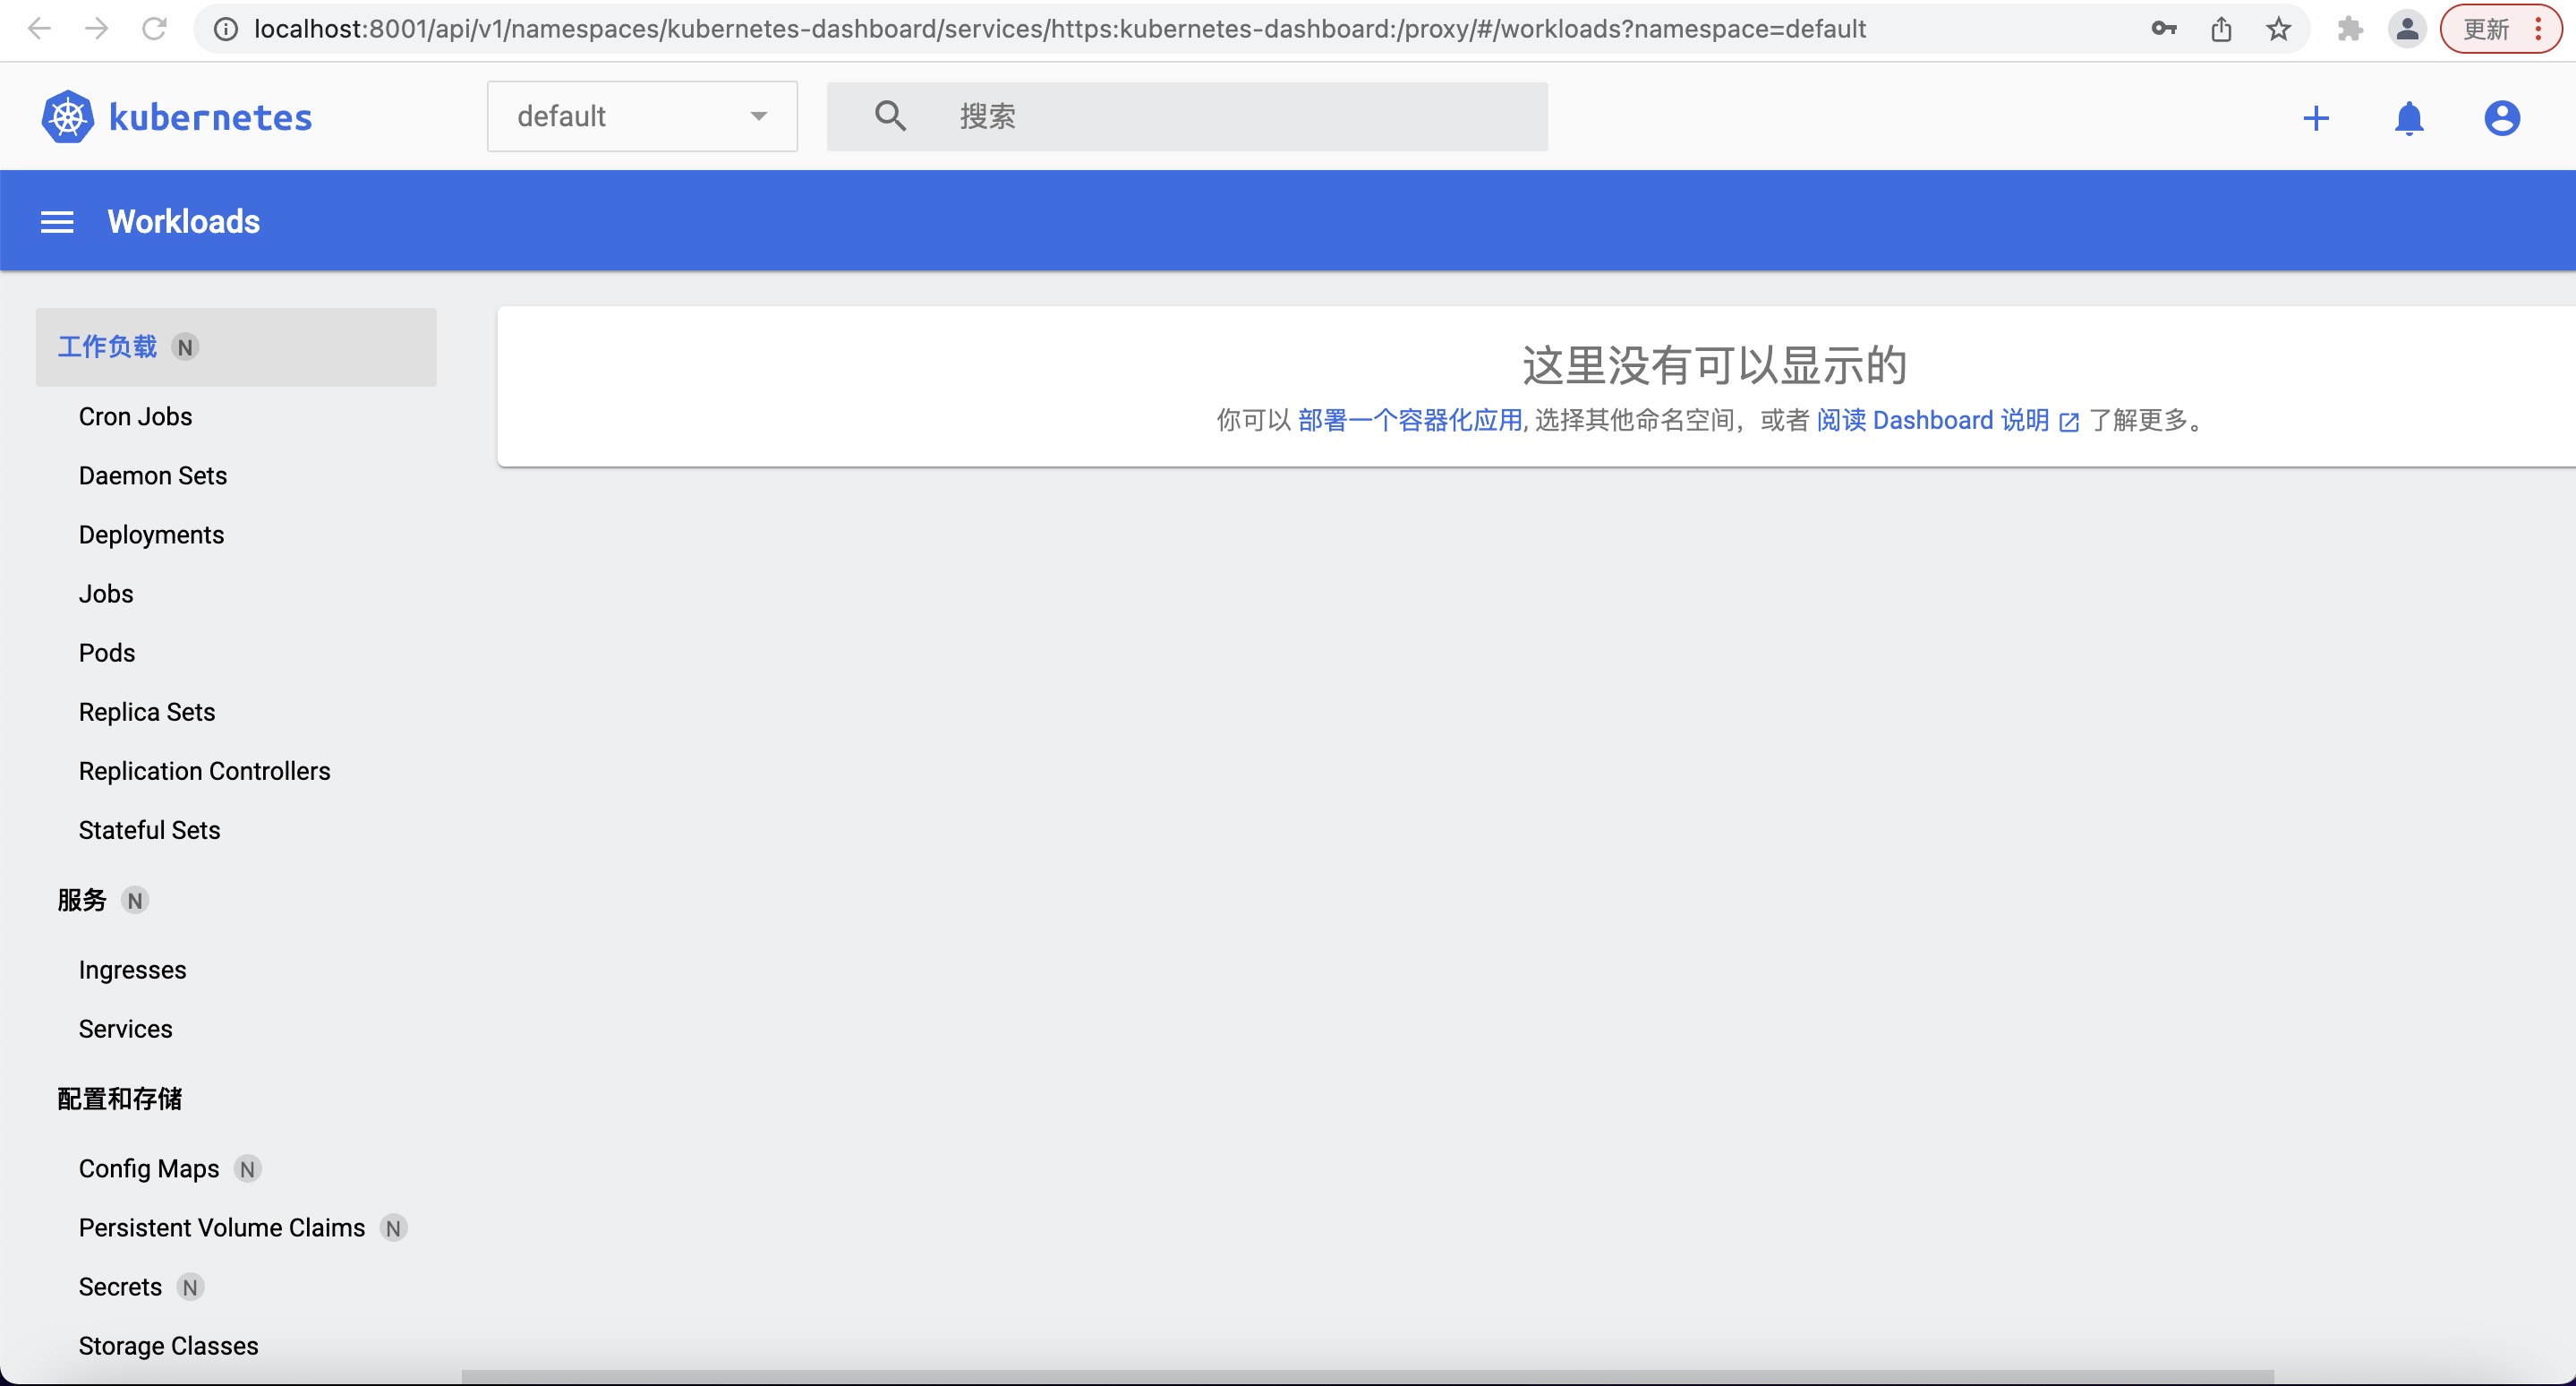 localhost:8001/api/v1/namespaces/kubernetes-dashboard/services/https:kubernetes-dashboard:/proxy/#/workloads?namespace=default
更新
kubernetes
default
搜索
Workloads
工作负载 N
这里没有可以显示的
你可以 部署一个容器化应用, 选择其他命名空间，或者 阅读 Dashboard 说明 了解更多。
Cron Jobs
Daemon Sets
Deployments
Jobs
Pods
Replica Sets
Replication Controllers
Stateful Sets
服务 N
Ingresses
Services
配置和存储
Config Maps N
Persistent Volume Claims N
Secrets N
Storage Classes